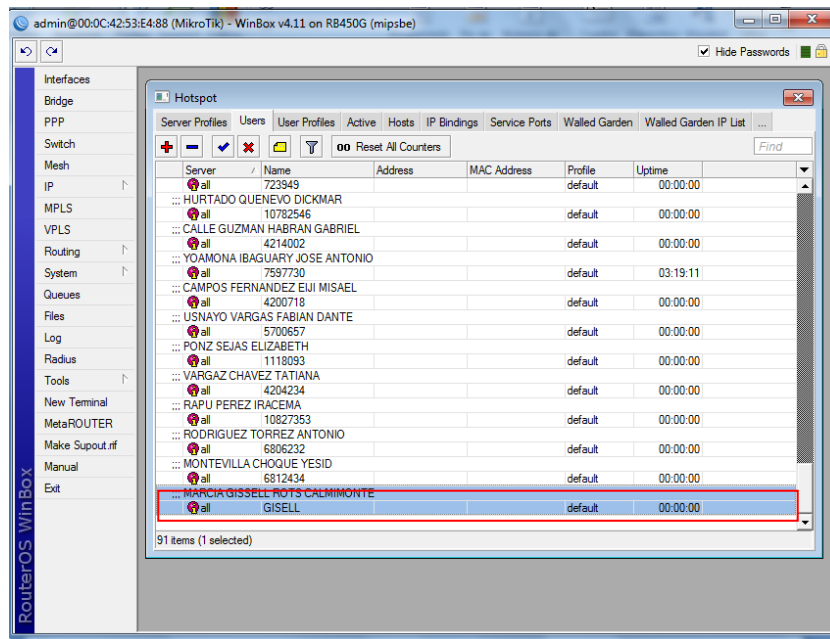 admin@00:0C:42:53:E4:88 (MikroTik) - WinBox v4.11 on RB450G (mipsbe)
Hide Passwords
Interfaces
Bridge
PPP
Switch
Mesh
IP
MPLS
VPLS
Routing
System
Queues
Files
Log
Radius
Tools
New Terminal
MetaROUTER
Make Supout.rif
Manual
Exit
RouterOS WinBox
Hotspot
Server Profiles Users User Profiles Active Hosts IP Bindings Service Ports Walled Garden Walled Garden IP List ...
00 Reset All Counters Find
Server / Name Address MAC Address Profile Uptime
all 723949 default 00:00:00
::: HURTADO QUENEVO DICKMAR
all 10782546 default 00:00:00
::: CALLE GUZMAN HABRAN GABRIEL
all 4214002 default 00:00:00
::: YOAMONA IBAGUARY JOSE ANTONIO
all 7597730 default 03:19:11
::: CAMPOS FERNANDEZ EIJI MISAEL
all 4200718 default 00:00:00
::: USNAYO VARGAS FABIAN DANTE
all 5700657 default 00:00:00
::: PONZ SEJAS ELIZABETH
all 1118093 default 00:00:00
::: VARGAZ CHAVEZ TATIANA
all 4204234 default 00:00:00
::: RAPU PEREZ IRACEMA
all 10827353 default 00:00:00
::: RODRIGUEZ TORREZ ANTONIO
all 6806232 default 00:00:00
::: MONTEVILLA CHOQUE YESID
all 6812434 default 00:00:00
::: MARCIA GISSELL ROTS CALMIMONTE
all GISELL default 00:00:00
91 items (1 selected)